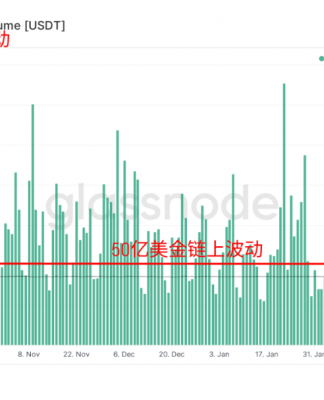 ume [USDT]
动
glassnode
50亿美金链上波动
8. Nov 22. Nov 6. Dec 20. Dec 3. Jan 17. Jan 31. Jan